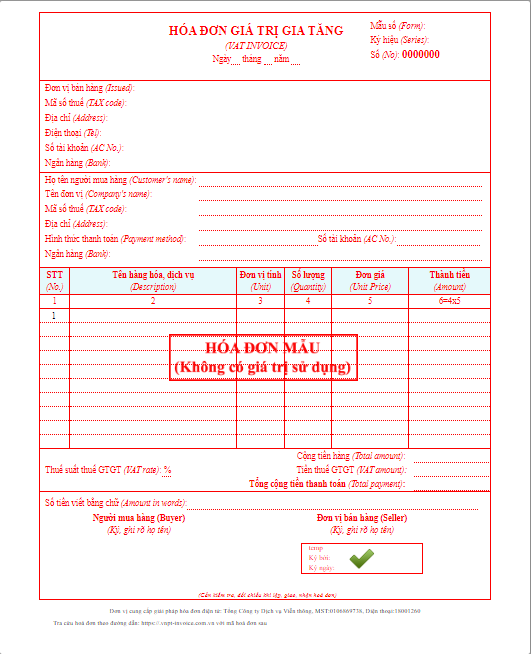 HÓA ĐƠN GIÁ TRỊ GIA TĂNG
(VAT INVOICE)
Ngày tháng năm
Mẫu số (Form):
Ký hiệu (Series):
Số (No): 0000000
Đơn vị bán hàng (Issued):
Mã số thuế (TAX code):
Địa chỉ (Address):
Điện thoại (Tel):
Số tài khoản (AC No.):
Ngân hàng (Bank):
Họ tên người mua hàng (Customer's name):
Tên đơn vị (Company's name):
Mã số thuế (TAX code):
Địa chỉ (Address):
Hình thức thanh toán (Payment method): Số tài khoản (AC No.):
Ngân hàng (Bank):
STT Tên hàng hóa, dịch vụ Đơn vị tính Số lượng Đơn giá Thành tiền
(No.) (Description) (Unit) (Quantity) (Unit Price) (Amount)
1 2 3 4 5 6=4x5
1
HÓA ĐƠN MẪU
(Không có giá trị sử dụng)
Cộng tiền hàng (Total amount):
Thuế suất thuế GTGT (VAT rate): % Tiền thuế GTGT (VAT amount):
Tổng cộng tiền thanh toán (Total payment):
Số tiền viết bằng chữ (Amount in words):
Người mua hàng (Buyer) Đơn vị bán hàng (Seller)
(Ký, ghi rõ họ tên) (Ký, ghi rõ họ tên)
temp
Ký bởi:
Ký ngày:
(Cần kiểm tra, đối chiếu khi lập, giao, nhận hoá đơn)
Đơn vị cung cấp giải pháp hóa đơn điện tử: Tổng Công ty Dịch vụ Viễn thông, MST:0106869738, Điện thoại:18001260
Tra cứu hoá đơn theo đường dẫn: https://.vnpt-invoice.com.vn với mã hoá đơn sau